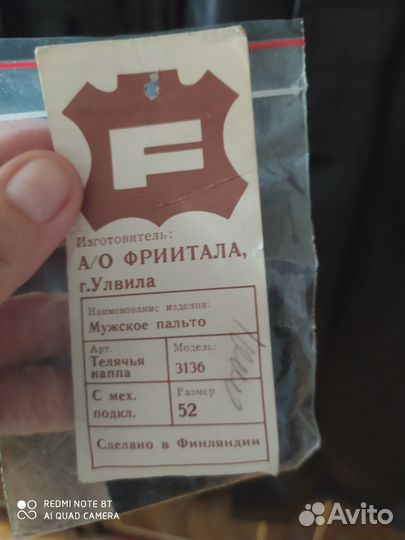 F
Изготовитель:
А/О ФРИИТАЛА,
г.Улвила
Наименование изделия:
Мужское пальто
Арт.
Телячья
наппа
Модель:
3136
С мех.
подкл.
Размер
52
Сделано в Финляндии
REDMI NOTE 8T
AI QUAD CAMERA
Avito